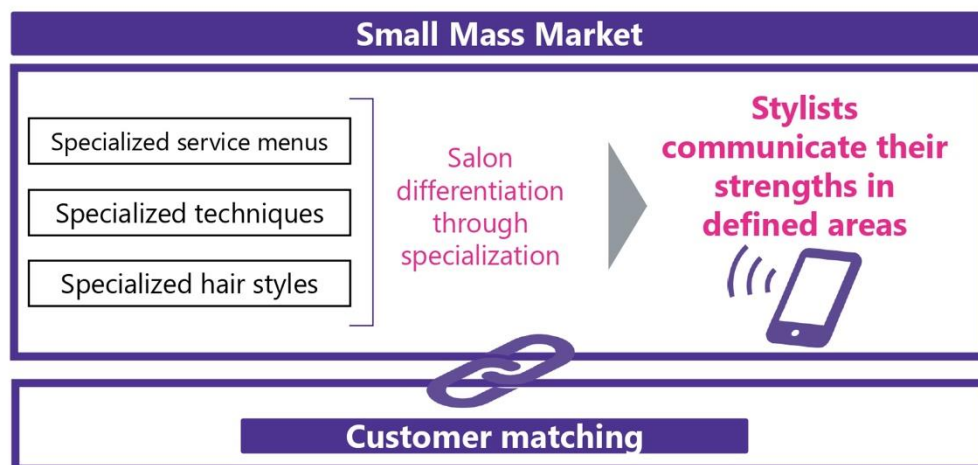 Small Mass Market
Specialized service menus
Specialized techniques
Specialized hair styles
Salon
differentiation
through
specialization
Stylists
communicate their
strengths in
defined areas
Customer matching